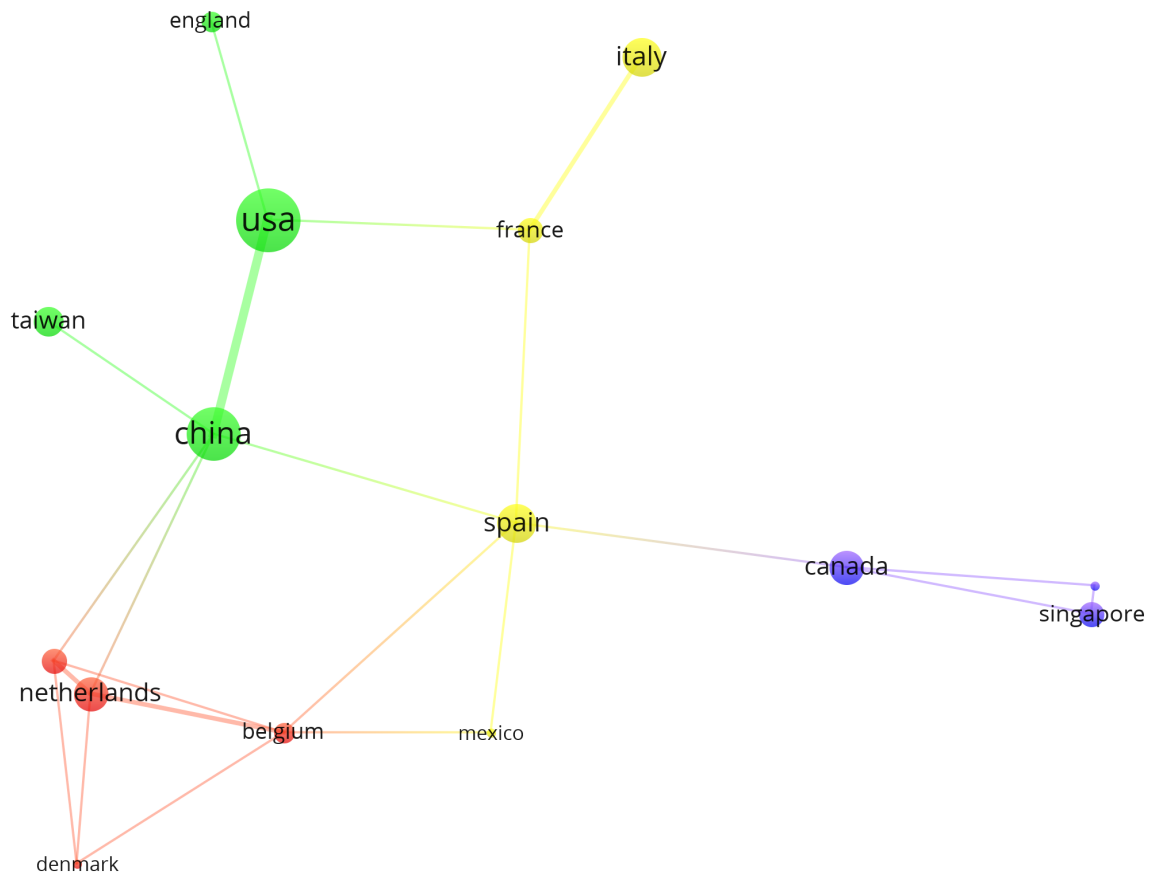 england
italy
usa
france
taiwan
china
spain
canada
singapore
netherlands
belgium
mexico
denmark